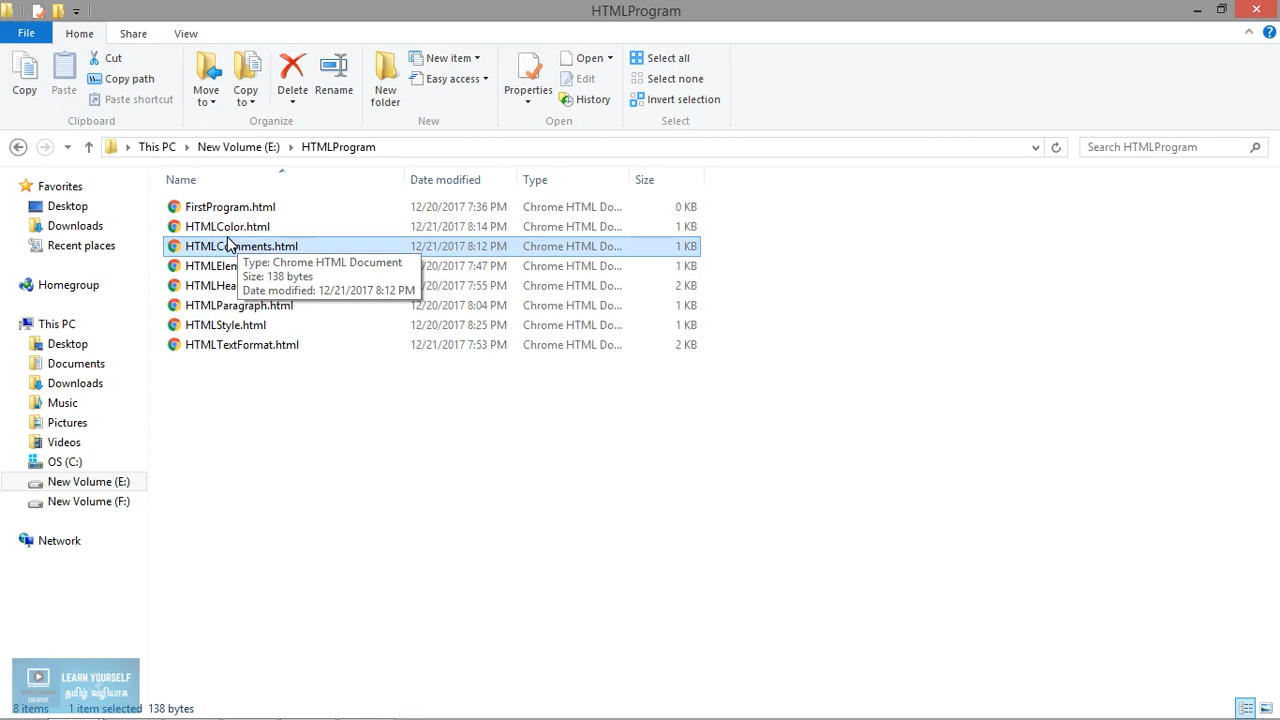 HTMLProgram
File Home Share View
Copy Paste Cut Copy path Paste shortcut Move to Copy to Delete Rename New folder New item Easy access Properties Open Edit History Select all Select none Invert selection
Clipboard Organize New Open Select
This PC New Volume (E:) HTMLProgram Search HTMLProgram
Name Date modified Type Size
Favorites
Desktop
Downloads
Recent places
Homegroup
This PC
Desktop
Documents
Downloads
Music
Pictures
Videos
OS (C:)
New Volume (E:)
New Volume (F:)
Network
FirstProgram.html 12/20/2017 7:36 PM Chrome HTML Do... 0 KB
HTMLColor.html 12/21/2017 8:14 PM Chrome HTML Do... 1 KB
HTMLComments.html 12/21/2017 8:12 PM Chrome HTML Do... 1 KB
HTMLElem /20/2017 7:47 PM Chrome HTML Do... 1 KB
HTMLHea /20/2017 7:55 PM Chrome HTML Do... 2 KB
HTMLParagraph.html 12/20/2017 8:04 PM Chrome HTML Do... 1 KB
HTMLStyle.html 12/20/2017 8:25 PM Chrome HTML Do... 1 KB
HTMLTextFormat.html 12/21/2017 7:53 PM Chrome HTML Do... 2 KB
Type: Chrome HTML Document
Size: 138 bytes
Date modified: 12/21/2017 8:12 PM
LEARN YOURSELF
தமிழ் வழியாக
CREATIVE
8 items 1 item selected 138 bytes